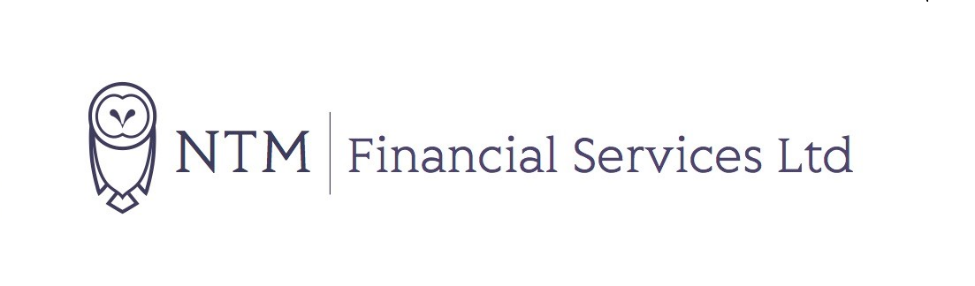 NTM Financial Services Ltd